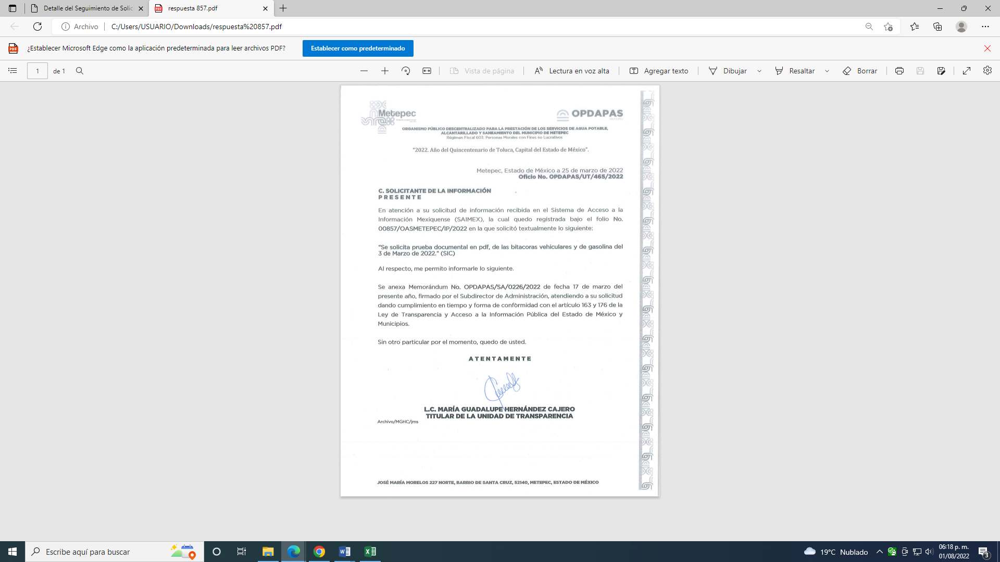 Detalle del Seguimiento de Solic
respuesta 857.pdf
Archivo
C:/Users/USUARIO/Downloads/respuesta%20857.pdf
¿Establecer Microsoft Edge como la aplicación predeterminada para leer archivos PDF?
Establecer como predeterminado
1 de 1
Vista de página
Lectura en voz alta
Agregar texto
Dibujar
Resaltar
Borrar
Metepec
OPDAPAS
METEPEC
ORGANISMO PÚBLICO DESCENTRALIZADO PARA LA PRESTACIÓN DE LOS SERVICIOS DE AGUA POTABLE,
ALCANTARILLADO Y SANEAMIENTO DEL MUNICIPIO DE METEPEC
Régimen Fiscal 603: Personas Morales con Fines no Lucrativos
"2022. Año del Quincentenario de Toluca, Capital del Estado de México".
Metepec, Estado de México a 25 de marzo de 2022
Oficio No. OPDAPAS/UT/465/2022
C. SOLICITANTE DE LA INFORMACIÓN
P R E S E N T E
En atención a su solicitud de información recibida en el Sistema de Acceso a la
Información Mexiquense (SAIMEX), la cual quedo registrada bajo el folio No.
00857/OASMETEPEC/IP/2022 en la que solicitó textualmente lo siguiente:
"Se solicita prueba documental en pdf, de las bitacoras vehiculares y de gasolina del
3 de Marzo de 2022." (SIC)
Al respecto, me permito informarle lo siguiente.
Se anexa Memorándum No. OPDAPAS/SA/0226/2022 de fecha 17 de marzo del
presente año, firmado por el Subdirector de Administración, atendiendo a su solicitud
dando cumplimiento en tiempo y forma de conformidad con el artículo 163 y 176 de la
Ley de Transparencia y Acceso a la Información Pública del Estado de México y
Municipios.
Sin otro particular por el momento, quedo de usted.
A T E N T A M E N T E
L.C. MARÍA GUADALUPE HERNÁNDEZ CAJERO
TITULAR DE LA UNIDAD DE TRANSPARENCIA
Archivo/MGHC/jms
JOSÉ MARÍA MORELOS 227 NORTE, BARRIO DE SANTA CRUZ, 52140, METEPEC, ESTADO DE MÉXICO
Escribe aquí para buscar
19°C Nublado
06:18 p. m.
01/08/2022
3